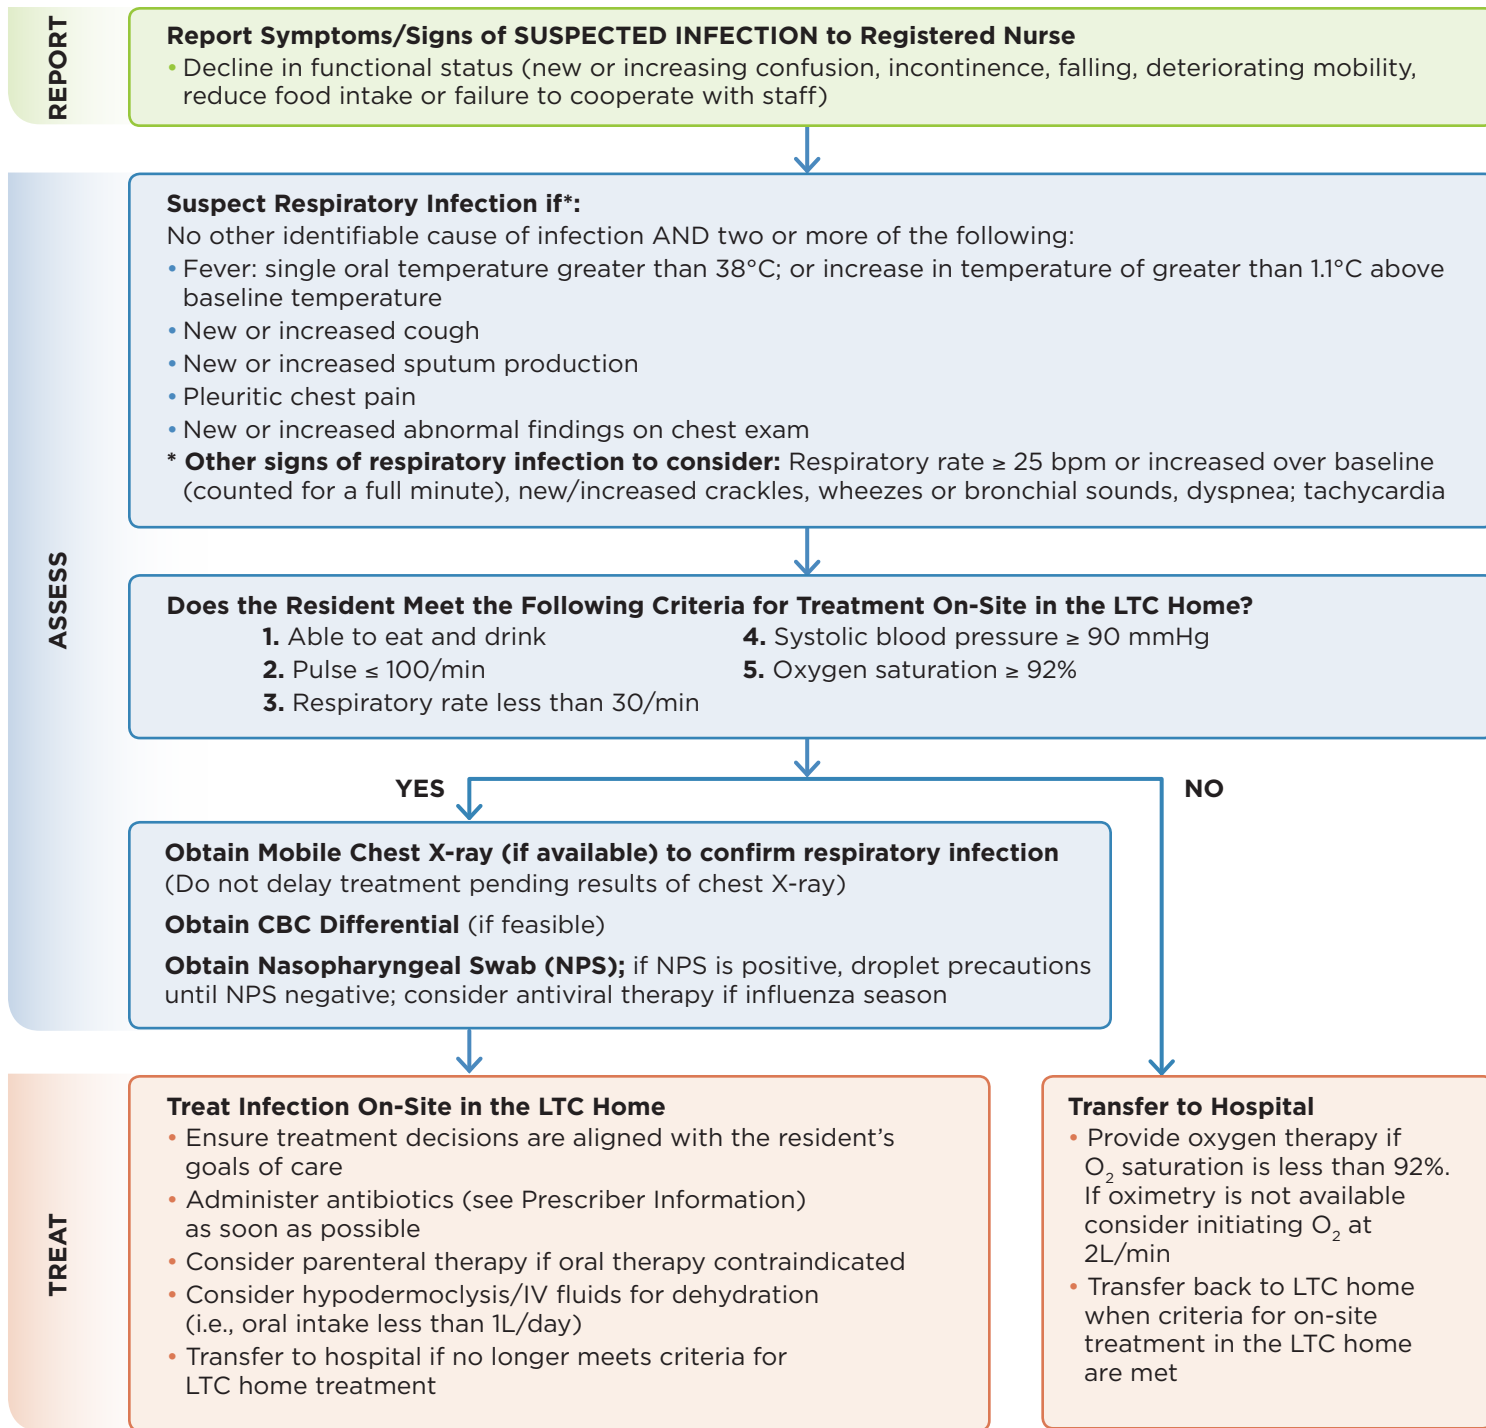 REPORT
Report Symptoms/Signs of SUSPECTED INFECTION to Registered Nurse
• Decline in functional status (new or increasing confusion, incontinence, falling, deteriorating mobility,
reduce food intake or failure to cooperate with staff)
ASSESS
Suspect Respiratory Infection if*:
No other identifiable cause of infection AND two or more of the following:
• Fever: single oral temperature greater than 38°C; or increase in temperature of greater than 1.1°C above
baseline temperature
• New or increased cough
• New or increased sputum production
• Pleuritic chest pain
• New or increased abnormal findings on chest exam
* Other signs of respiratory infection to consider: Respiratory rate ≥ 25 bpm or increased over baseline
(counted for a full minute), new/increased crackles, wheezes or bronchial sounds, dyspnea; tachycardia
Does the Resident Meet the Following Criteria for Treatment On-Site in the LTC Home?
1. Able to eat and drink
2. Pulse ≤ 100/min
3. Respiratory rate less than 30/min
4. Systolic blood pressure ≥ 90 mmHg
5. Oxygen saturation ≥ 92%
YES
NO
Obtain Mobile Chest X-ray (if available) to confirm respiratory infection
(Do not delay treatment pending results of chest X-ray)
Obtain CBC Differential (if feasible)
Obtain Nasopharyngeal Swab (NPS); if NPS is positive, droplet precautions
until NPS negative; consider antiviral therapy if influenza season
TREAT
Treat Infection On-Site in the LTC Home
• Ensure treatment decisions are aligned with the resident's
goals of care
• Administer antibiotics (see Prescriber Information)
as soon as possible
• Consider parenteral therapy if oral therapy contraindicated
• Consider hypodermoclysis/IV fluids for dehydration
(i.e., oral intake less than 1L/day)
• Transfer to hospital if no longer meets criteria for
LTC home treatment
Transfer to Hospital
• Provide oxygen therapy if
O₂ saturation is less than 92%.
If oximetry is not available
consider initiating O₂ at
2L/min
• Transfer back to LTC home
when criteria for on-site
treatment in the LTC home
are met